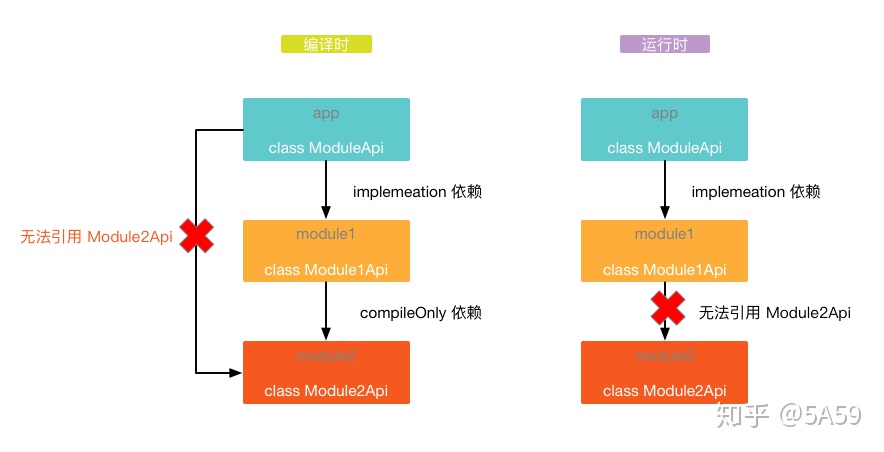 编译时
运行时
app
class ModuleApi
app
class ModuleApi
implemeation 依赖
implemeation 依赖
无法引用 Module2Api
module1
class Module1Api
module1
class Module1Api
compileOnly 依赖
无法引用 Module2Api
module2
class Module2Api
module2
class Module2Api
知乎 @5A59